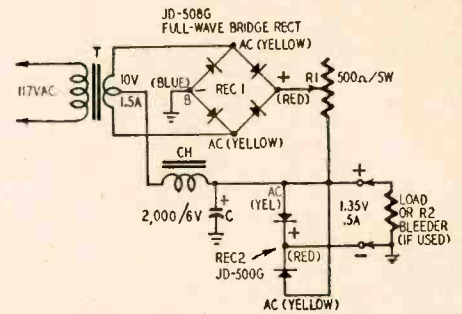 JD-508G
FULL-WAVE BRIDGE RECT
T
AC (YELLOW)
117VAC
10V
1.5A
(BLUE)
B
–
REC 1
+
(RED)
R1
500Ω/5W
AC (YELLOW)
CH
2,000/6V
+
C
AC
(YEL)
+
(RED)
REC2
JD-500G
AC (YELLOW)
+
1.35V
.5A
–
LOAD
OR R2
BLEEDER
(IF USED)